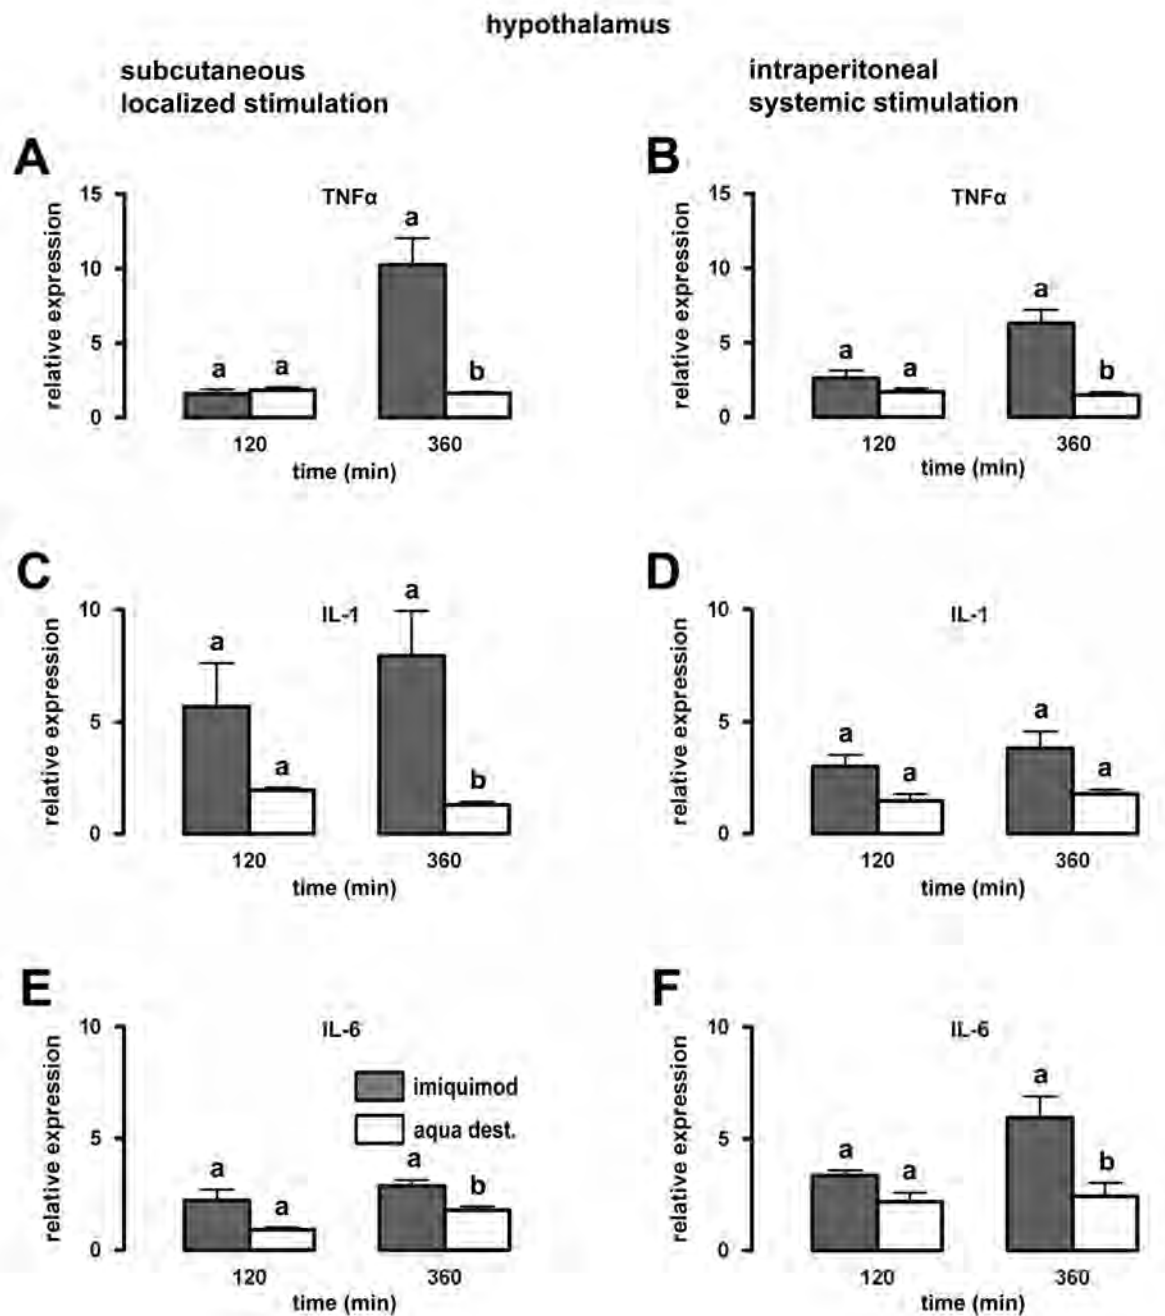 hypothalamus
subcutaneous
localized stimulation
intraperitoneal
systemic stimulation
A
TNFα
relative expression
15
10
5
0
a
a
a
b
120
360
time (min)
B
TNFα
relative expression
15
10
5
0
a
a
a
b
120
360
time (min)
C
IL-1
relative expression
10
5
0
a
a
a
b
120
360
time (min)
D
IL-1
relative expression
10
5
0
a
a
a
a
120
360
time (min)
E
IL-6
relative expression
10
5
0
imiquimod
aqua dest.
a
a
a
b
120
360
time (min)
F
IL-6
relative expression
10
5
0
a
a
a
b
120
360
time (min)